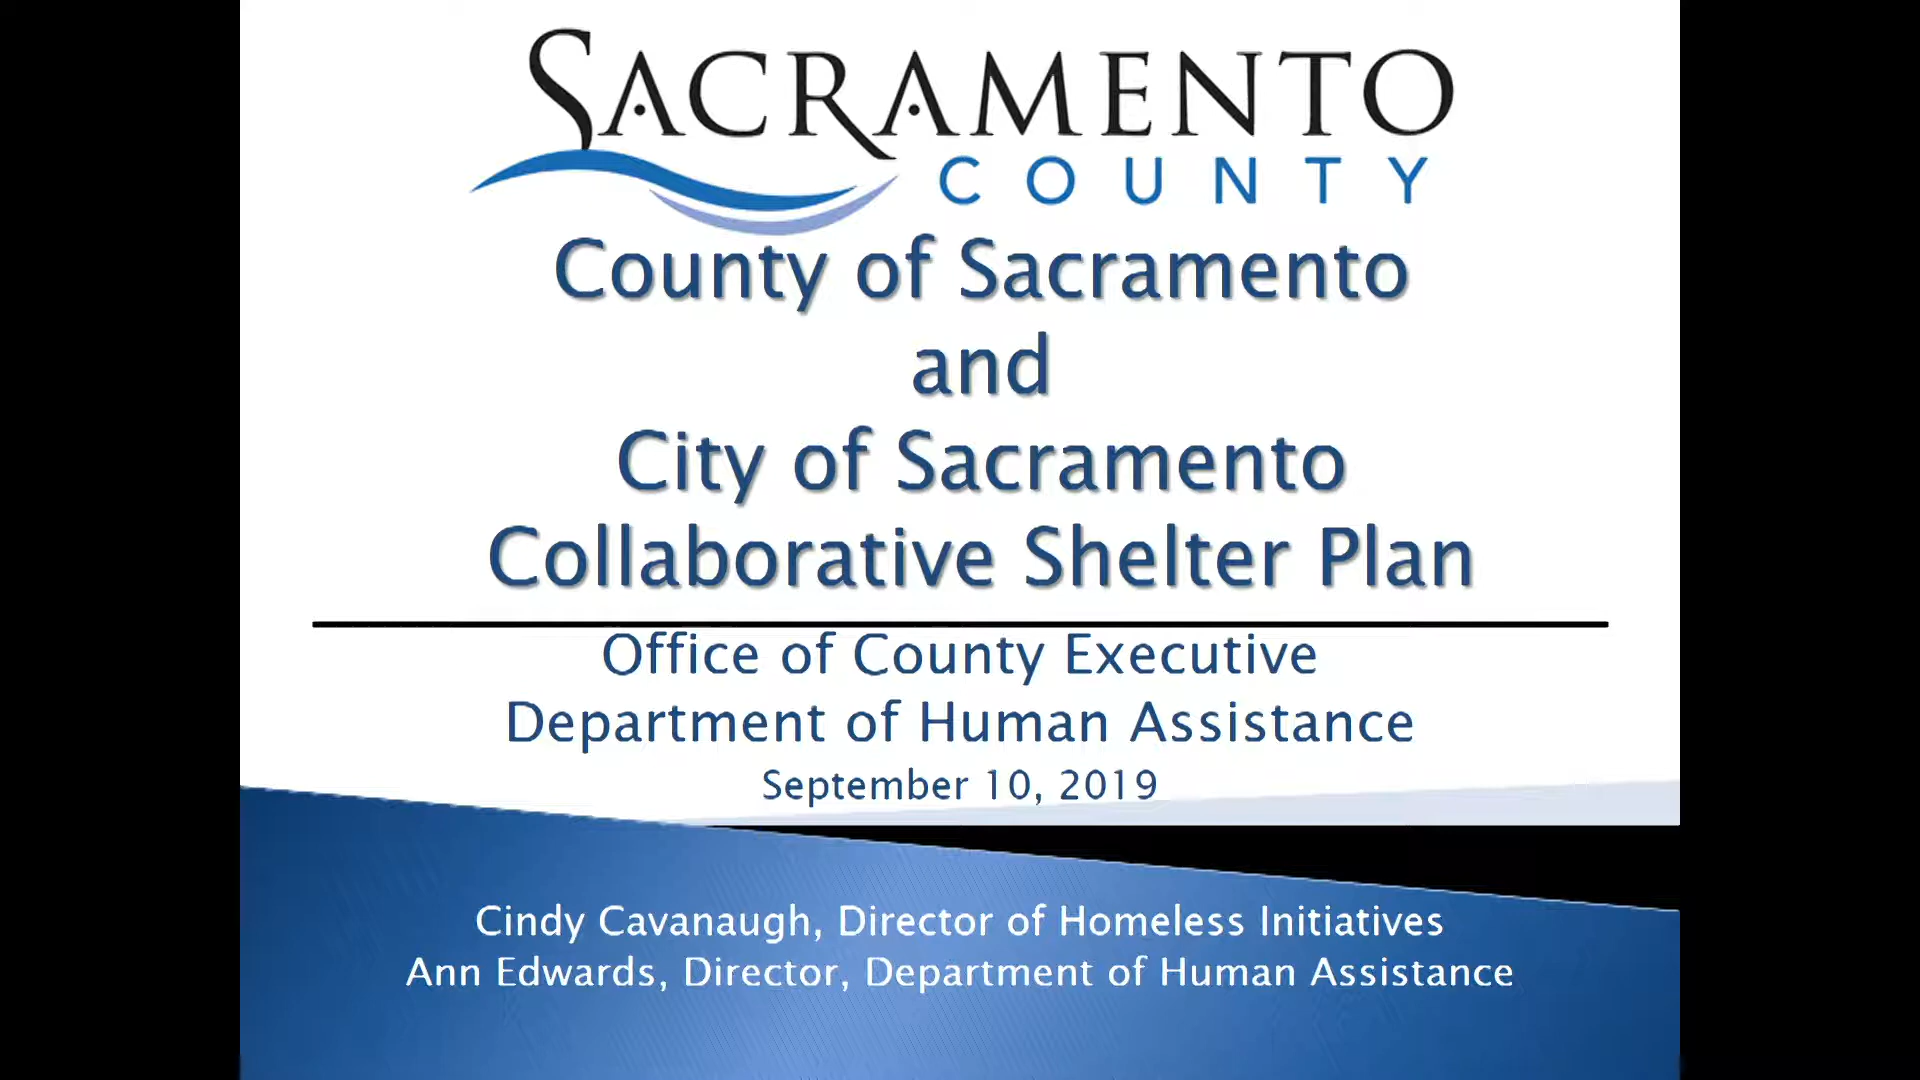 SACRAMENTO
COUNTY
County of Sacramento
and
City of Sacramento
Collaborative Shelter Plan
Office of County Executive
Department of Human Assistance
September 10, 2019
Cindy Cavanaugh, Director of Homeless Initiatives
Ann Edwards, Director, Department of Human Assistance